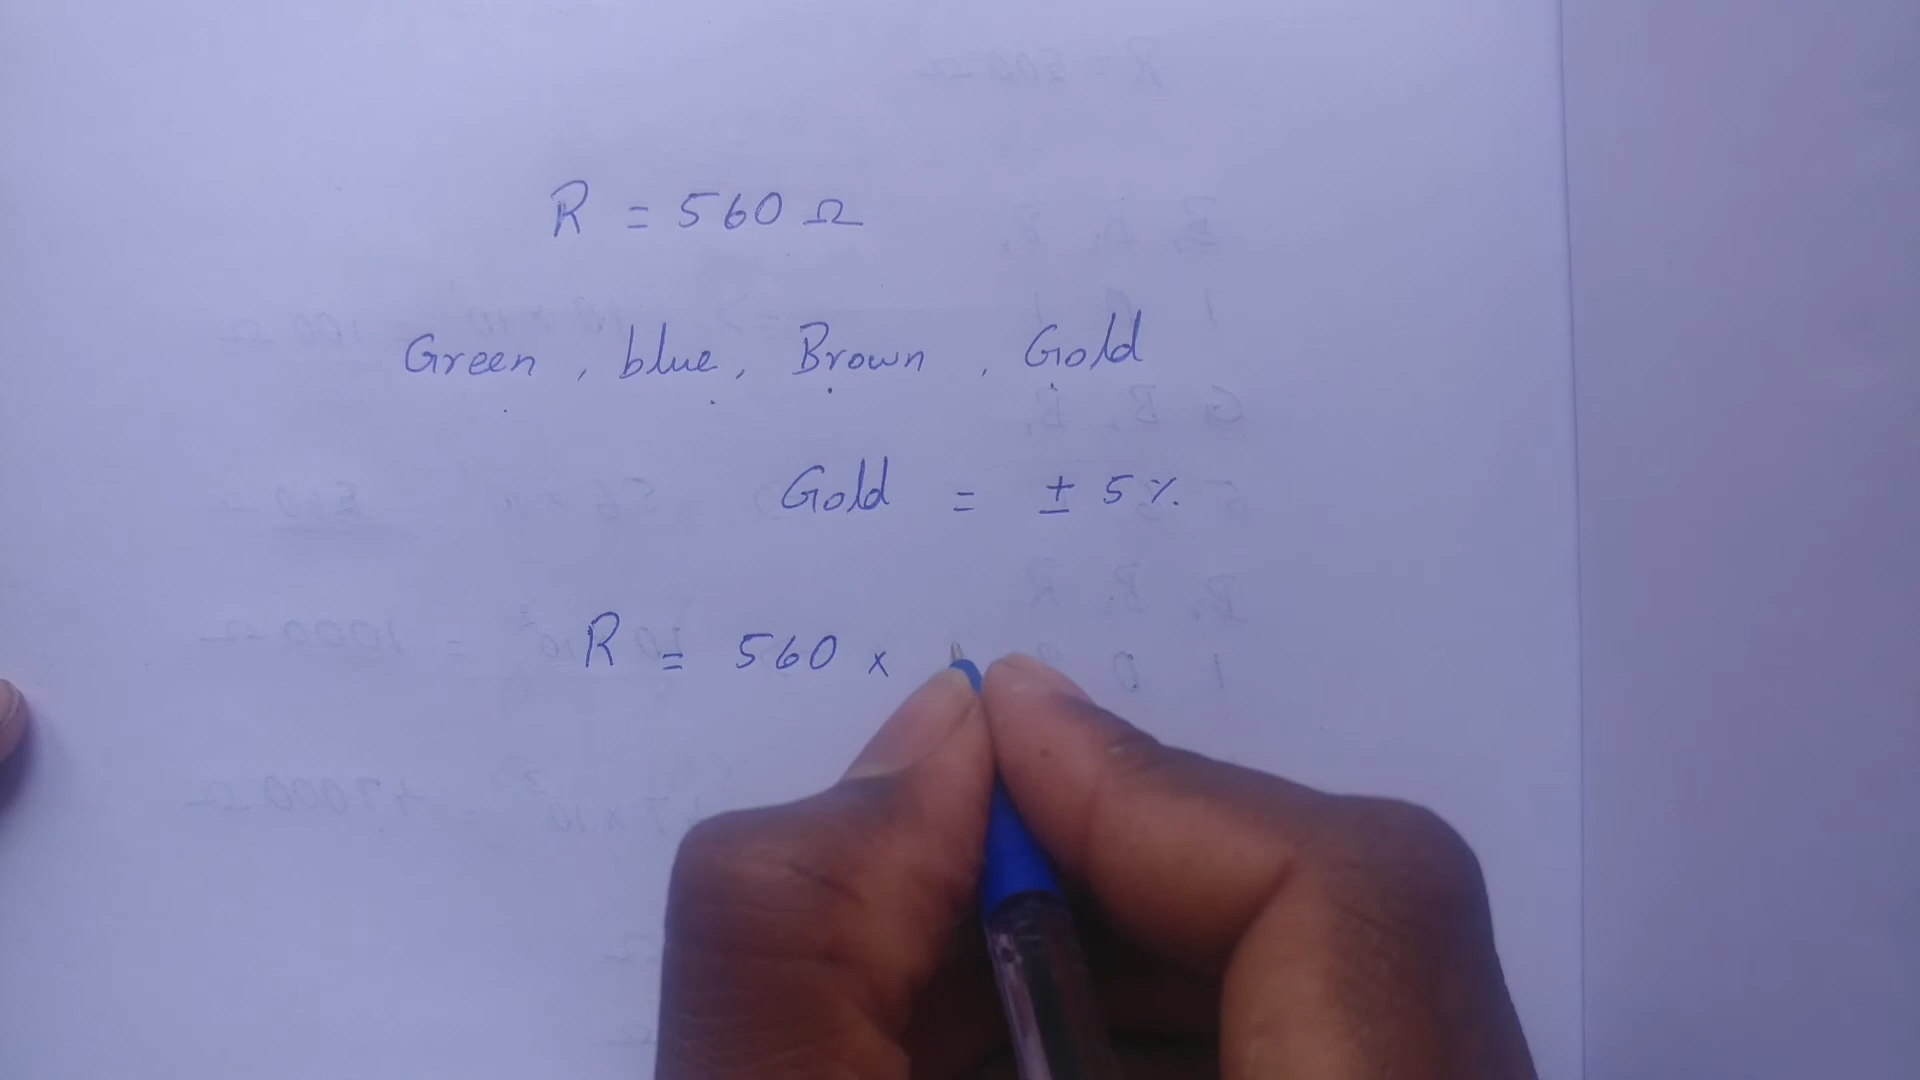 R = 560 Ω
Green, blue, Brown, Gold
Gold = ± 5%
R = 560 ×